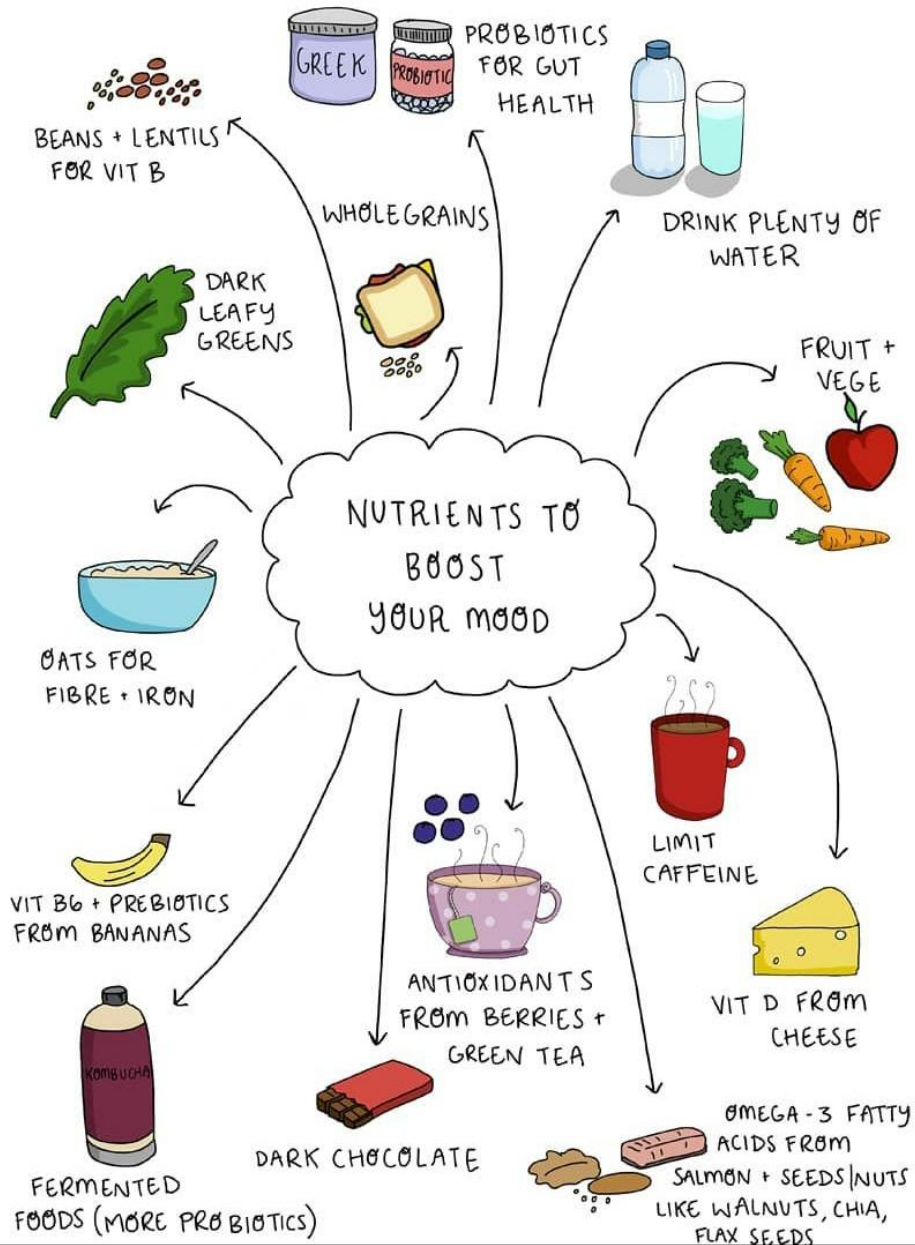 GREEK
PROBIOTIC
PROBIOTICS
FOR GUT
HEALTH
BEANS + LENTILS
FOR VIT B
WHOLEGRAINS
DRINK PLENTY OF
WATER
DARK
LEAFY
GREENS
FRUIT +
VEGE
NUTRIENTS TO
BOOST
YOUR MOOD
OATS FOR
FIBRE + IRON
LIMIT
CAFFEINE
VIT B6 + PREBIOTICS
FROM BANANAS
ANTIOXIDANTS
FROM BERRIES +
GREEN TEA
VIT D FROM
CHEESE
KOMBUCHA
FERMENTED
FOODS (MORE PROBIOTICS)
DARK CHOCOLATE
OMEGA-3 FATTY
ACIDS FROM
SALMON + SEEDS/NUTS
LIKE WALNUTS, CHIA,
FLAX SEEDS